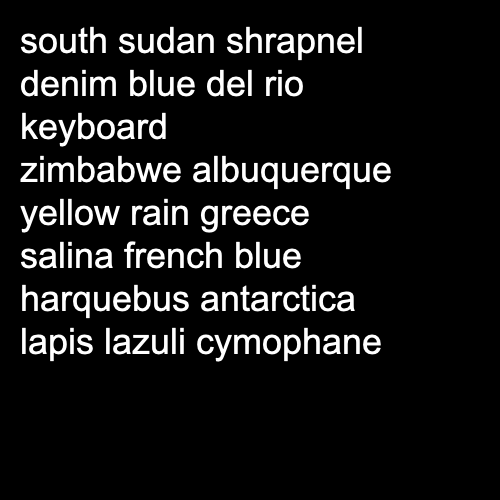 south sudan shrapnel
denim blue del rio
keyboard
zimbabwe albuquerque
yellow rain greece
salina french blue
harquebus antarctica
lapis lazuli cymophane